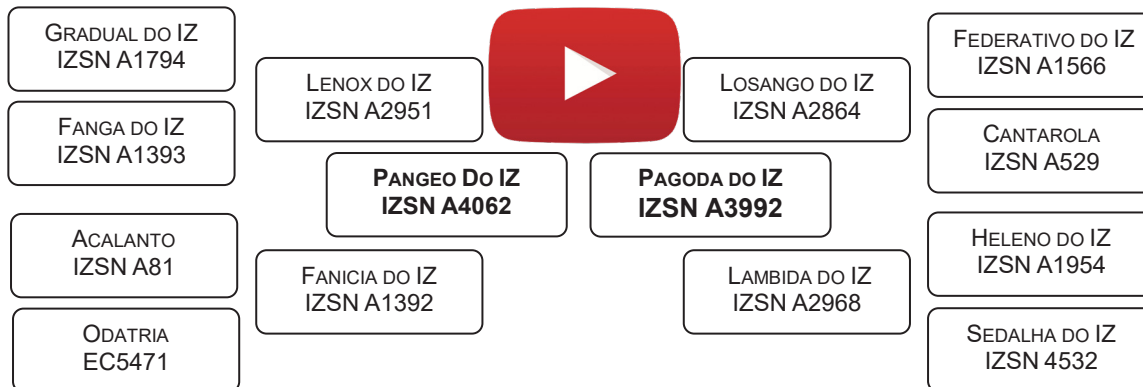 GRADUAL DO IZ
IZSN A1794
FANGA DO IZ
IZSN A1393
ACALANTO
IZSN A81
ODATRIA
EC5471
LENOX DO IZ
IZSN A2951
FANICIA DO IZ
IZSN A1392
PANGEO DO IZ
IZSN A4062
PAGODA DO IZ
IZSN A3992
LOSANGO DO IZ
IZSN A2864
LAMBIDA DO IZ
IZSN A2968
FEDERATIVO DO IZ
IZSN A1566
CANTAROLA
IZSN A529
HELENO DO IZ
IZSN A1954
SEDALHA DO IZ
IZSN 4532